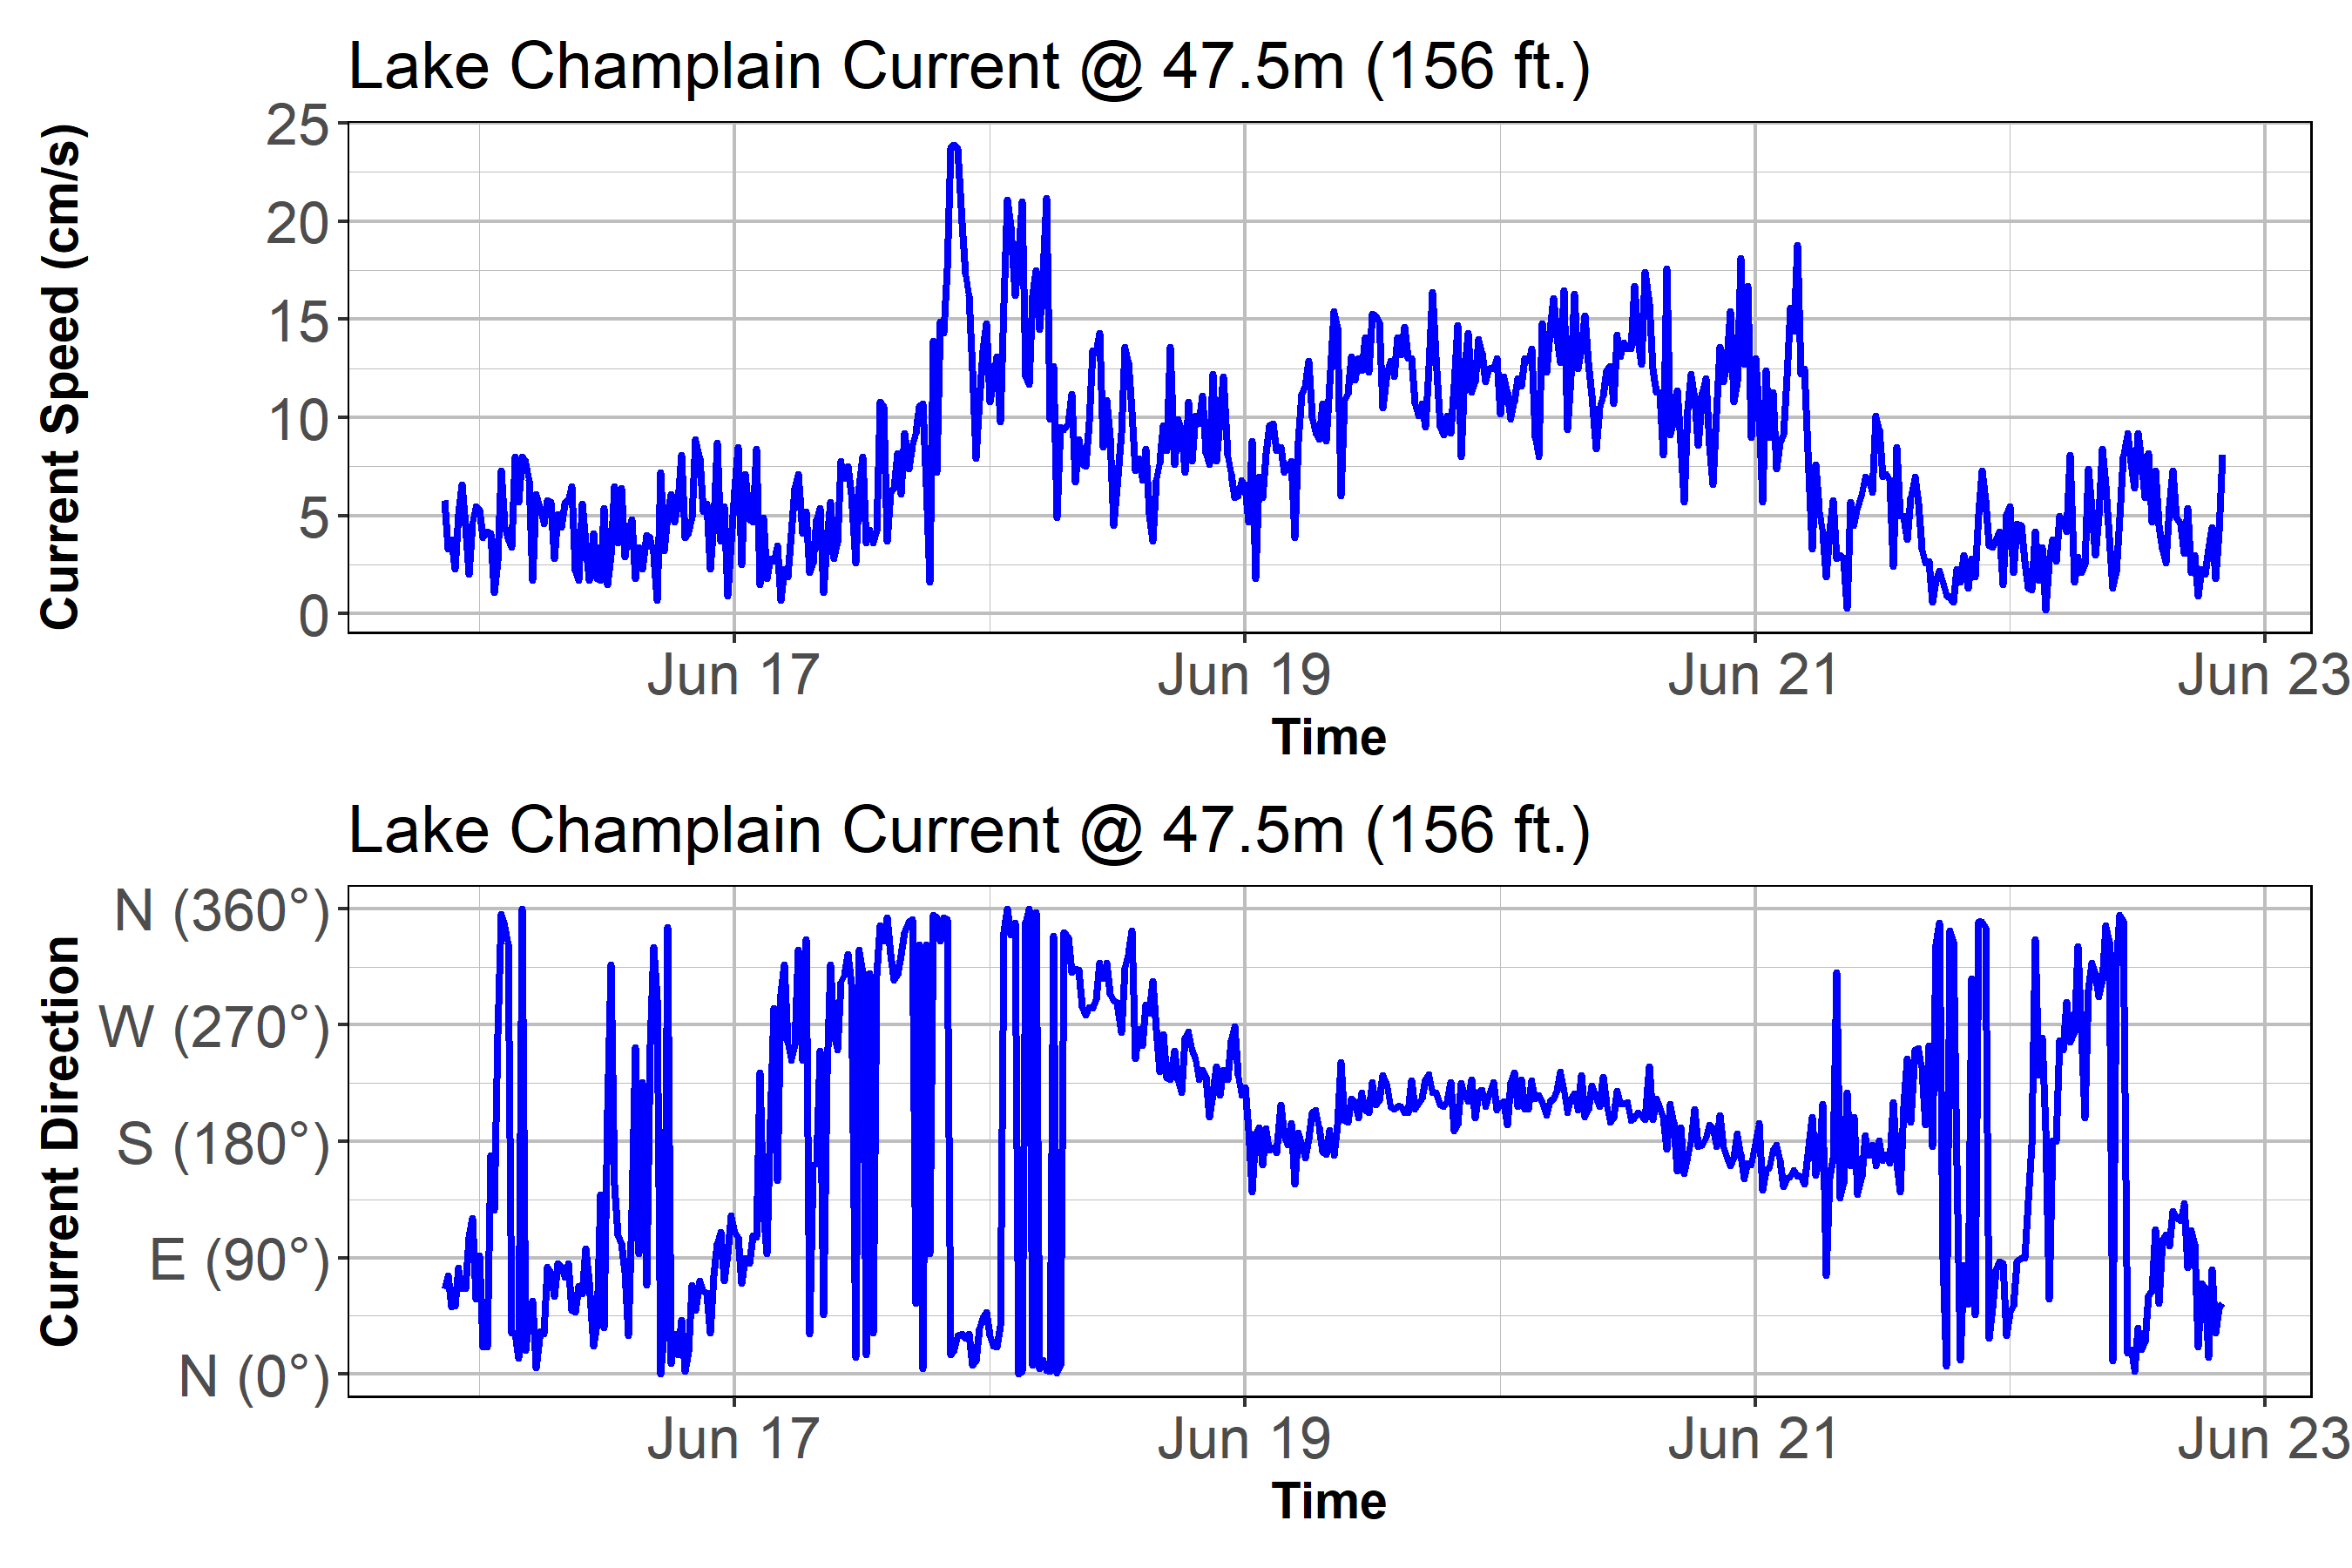 Lake Champlain Current @ 47.5m (156 ft.)
Current Speed (cm/s)
25
20
15
10
5
0
Jun 17 Jun 19 Jun 21 Jun 23
Time
Lake Champlain Current @ 47.5m (156 ft.)
Current Direction
N (360°)
W (270°)
S (180°)
E (90°)
N (0°)
Jun 17 Jun 19 Jun 21 Jun 23
Time